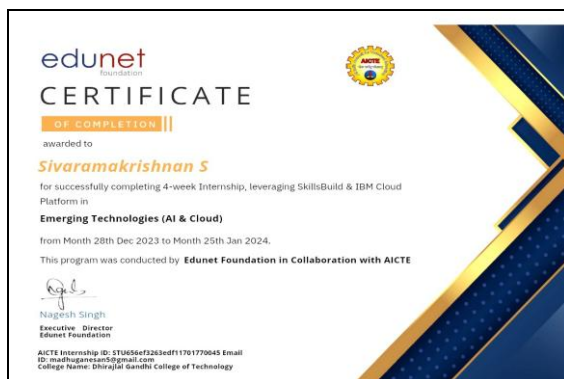 edunet
foundation
AICTE
CERTIFICATE
OF COMPLETION
awarded to
Sivaramakrishnan S
for successfully completing 4-week Internship, leveraging SkillsBuild & IBM Cloud
Platform in
Emerging Technologies (AI & Cloud)
from Month 28th Dec 2023 to Month 25th Jan 2024.
This program was conducted by Edunet Foundation in Collaboration with AICTE
Nagesh Singh
Executive Director
Edunet Foundation
AICTE Internship ID: STU656ef3263edf11701770045 Email
ID: madhuganesan5@gmail.com
College Name: Dhirajlal Gandhi College of Technology